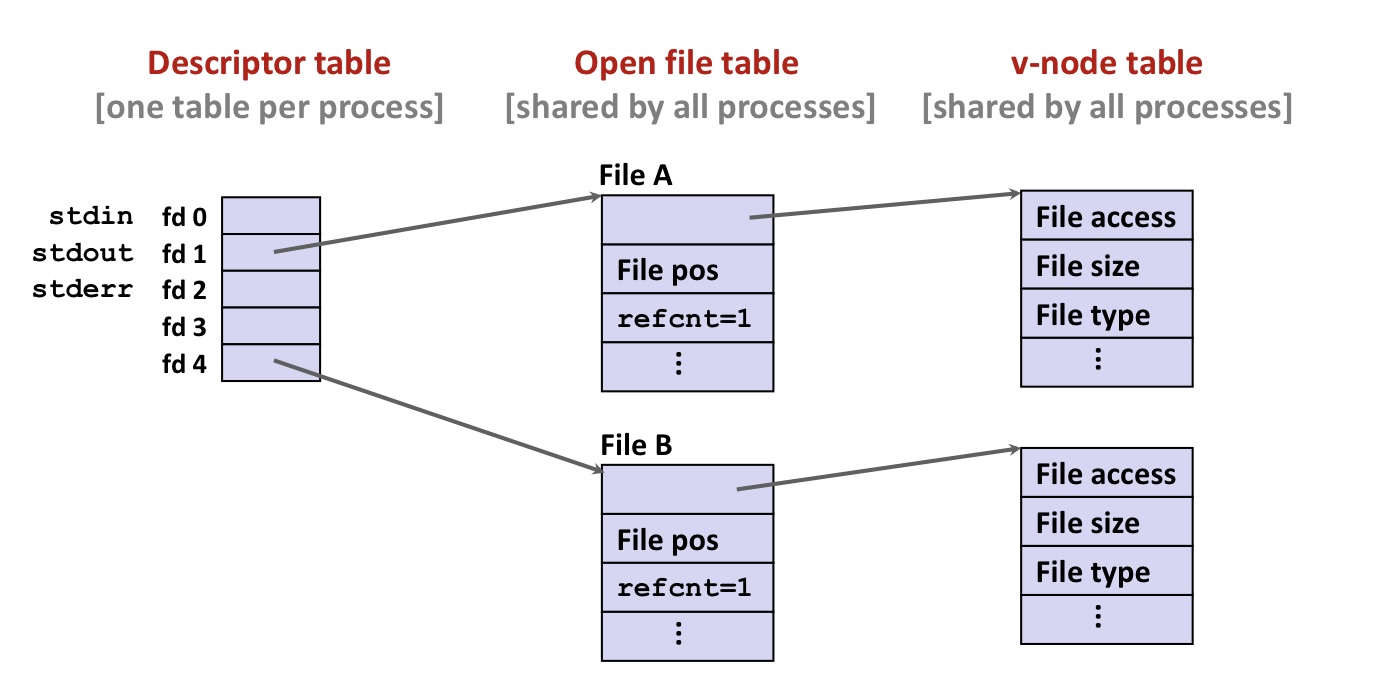 Descriptor table
[one table per process]
Open file table
[shared by all processes]
v-node table
[shared by all processes]
stdin fd 0
stdout fd 1
stderr fd 2
fd 3
fd 4
File A
File pos
refcnt=1
⋮
File access
File size
File type
⋮
File B
File pos
refcnt=1
⋮
File access
File size
File type
⋮